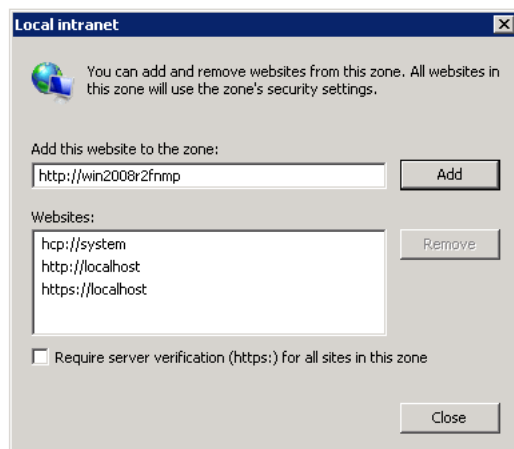 Local intranet
You can add and remove websites from this zone. All websites in
this zone will use the zone's security settings.
Add this website to the zone:
http://win2008r2fnmp
Add
Websites:
hcp://system
http://localhost
https://localhost
Remove
Require server verification (https:) for all sites in this zone
Close